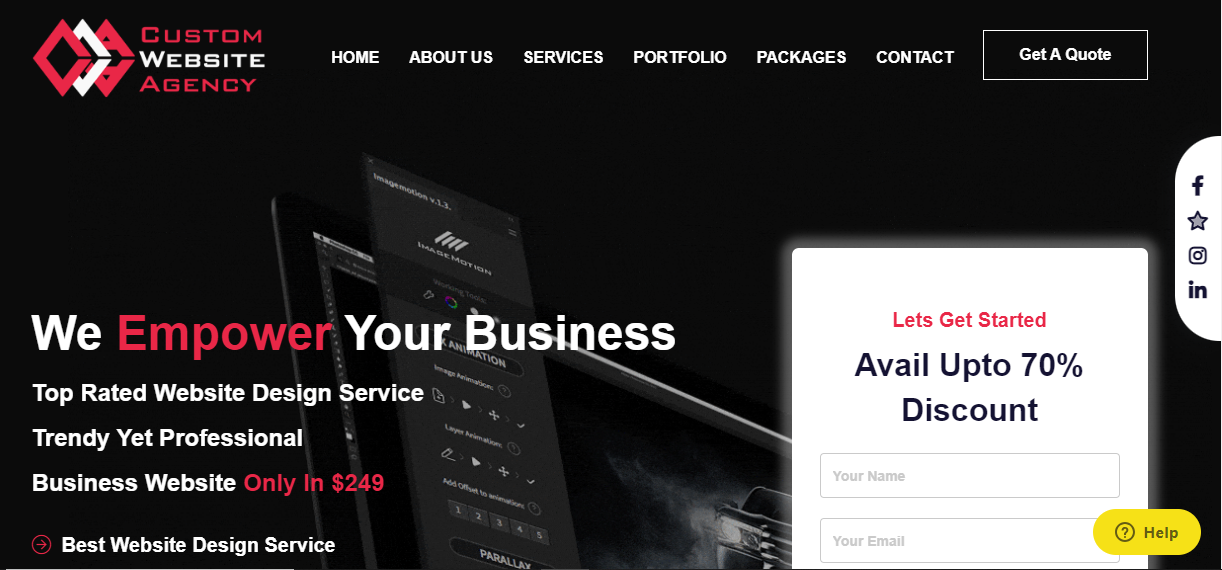 CUSTOM
WEBSITE
AGENCY
HOME ABOUT US SERVICES PORTFOLIO PACKAGES CONTACT Get A Quote
Imagemotion v.1.3.
IMAGEMOTION
Working Tools:
We Empower Your Business
ANIMATION
Image Animation:
Top Rated Website Design Service
Trendy Yet Professional
Layer Animation:
Business Website Only In $249
Add Offset to animations
1 2 3 4 5
Best Website Design Service
PARALLAX
Lets Get Started
Avail Upto 70%
Discount
Your Name
Your Email
Help